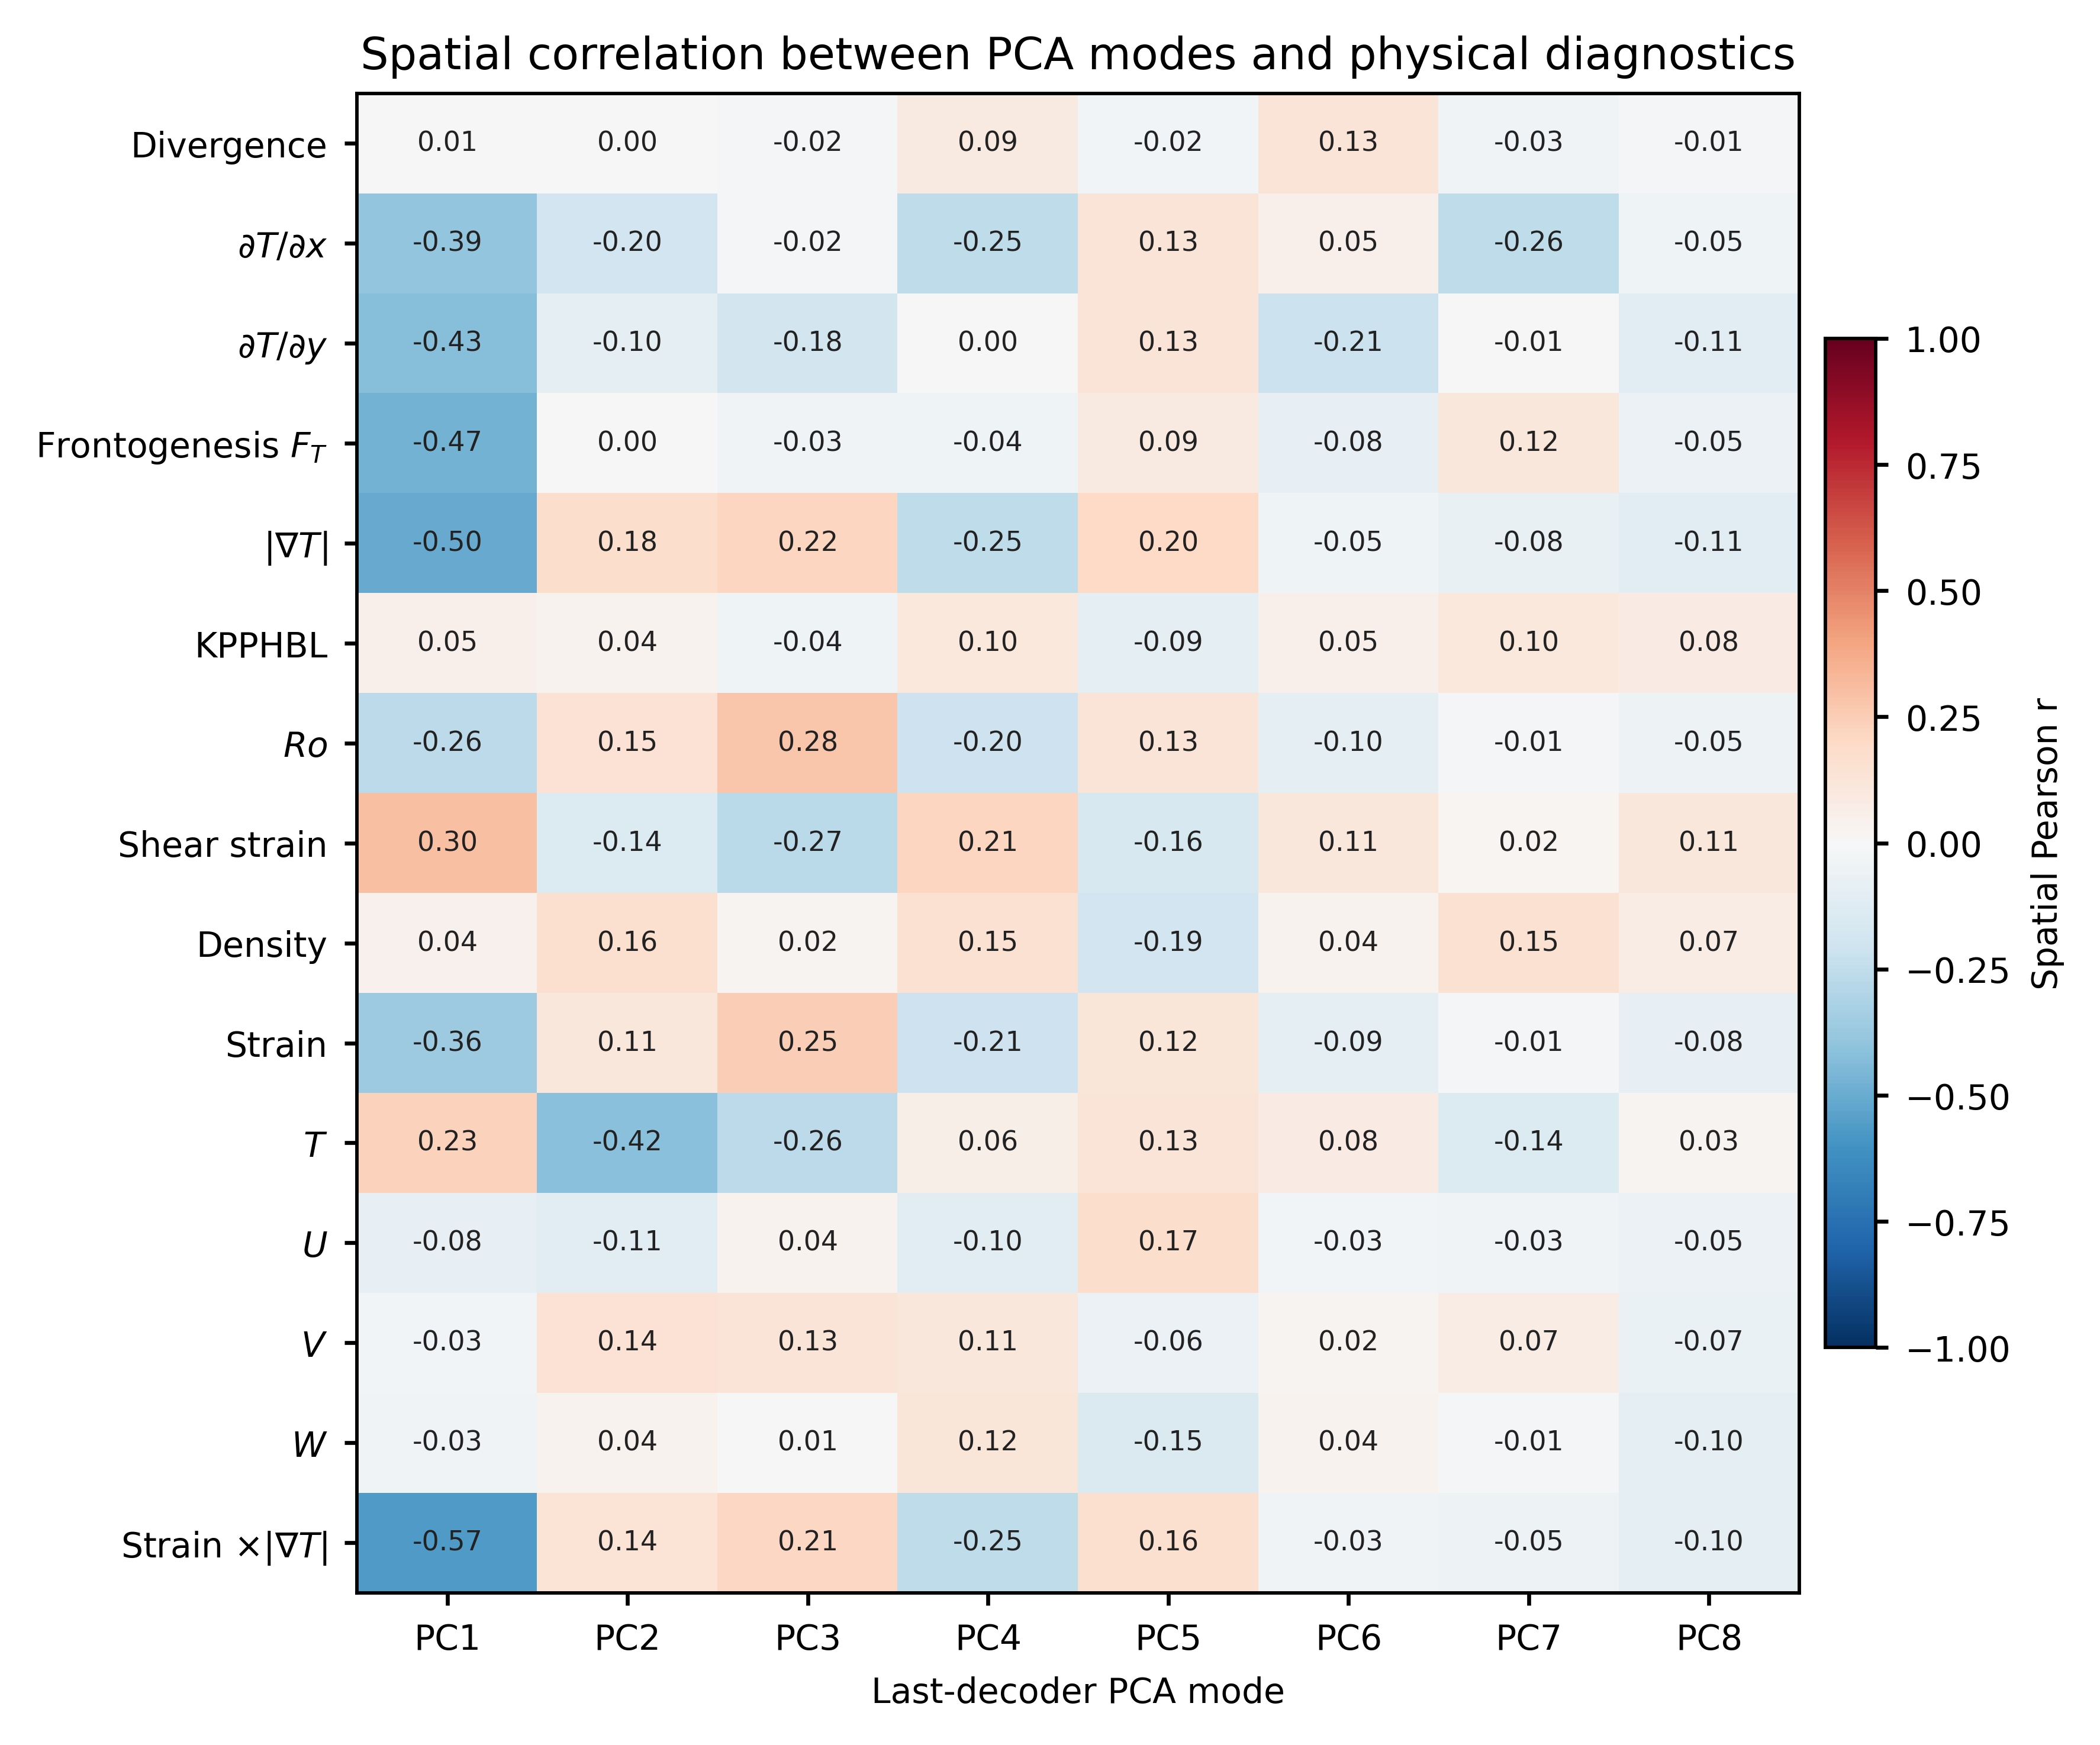 Spatial correlation between PCA modes and physical diagnostics
Divergence 0.01 0.00 -0.02 0.09 -0.02 0.13 -0.03 -0.01
∂T/∂x -0.39 -0.20 -0.02 -0.25 0.13 0.05 -0.26 -0.05
∂T/∂y -0.43 -0.10 -0.18 0.00 0.13 -0.21 -0.01 -0.11
Frontogenesis F_T -0.47 0.00 -0.03 -0.04 0.09 -0.08 0.12 -0.05
|∇T| -0.50 0.18 0.22 -0.25 0.20 -0.05 -0.08 -0.11
KPPHBL 0.05 0.04 -0.04 0.10 -0.09 0.05 0.10 0.08
Ro -0.26 0.15 0.28 -0.20 0.13 -0.10 -0.01 -0.05
Shear strain 0.30 -0.14 -0.27 0.21 -0.16 0.11 0.02 0.11
Density 0.04 0.16 0.02 0.15 -0.19 0.04 0.15 0.07
Strain -0.36 0.11 0.25 -0.21 0.12 -0.09 -0.01 -0.08
T 0.23 -0.42 -0.26 0.06 0.13 0.08 -0.14 0.03
U -0.08 -0.11 0.04 -0.10 0.17 -0.03 -0.03 -0.05
V -0.03 0.14 0.13 0.11 -0.06 0.02 0.07 -0.07
W -0.03 0.04 0.01 0.12 -0.15 0.04 -0.01 -0.10
Strain ×|∇T| -0.57 0.14 0.21 -0.25 0.16 -0.03 -0.05 -0.10
PC1 PC2 PC3 PC4 PC5 PC6 PC7 PC8
Last-decoder PCA mode
1.00
0.75
0.50
0.25
0.00
−0.25
−0.50
−0.75
−1.00
Spatial Pearson r